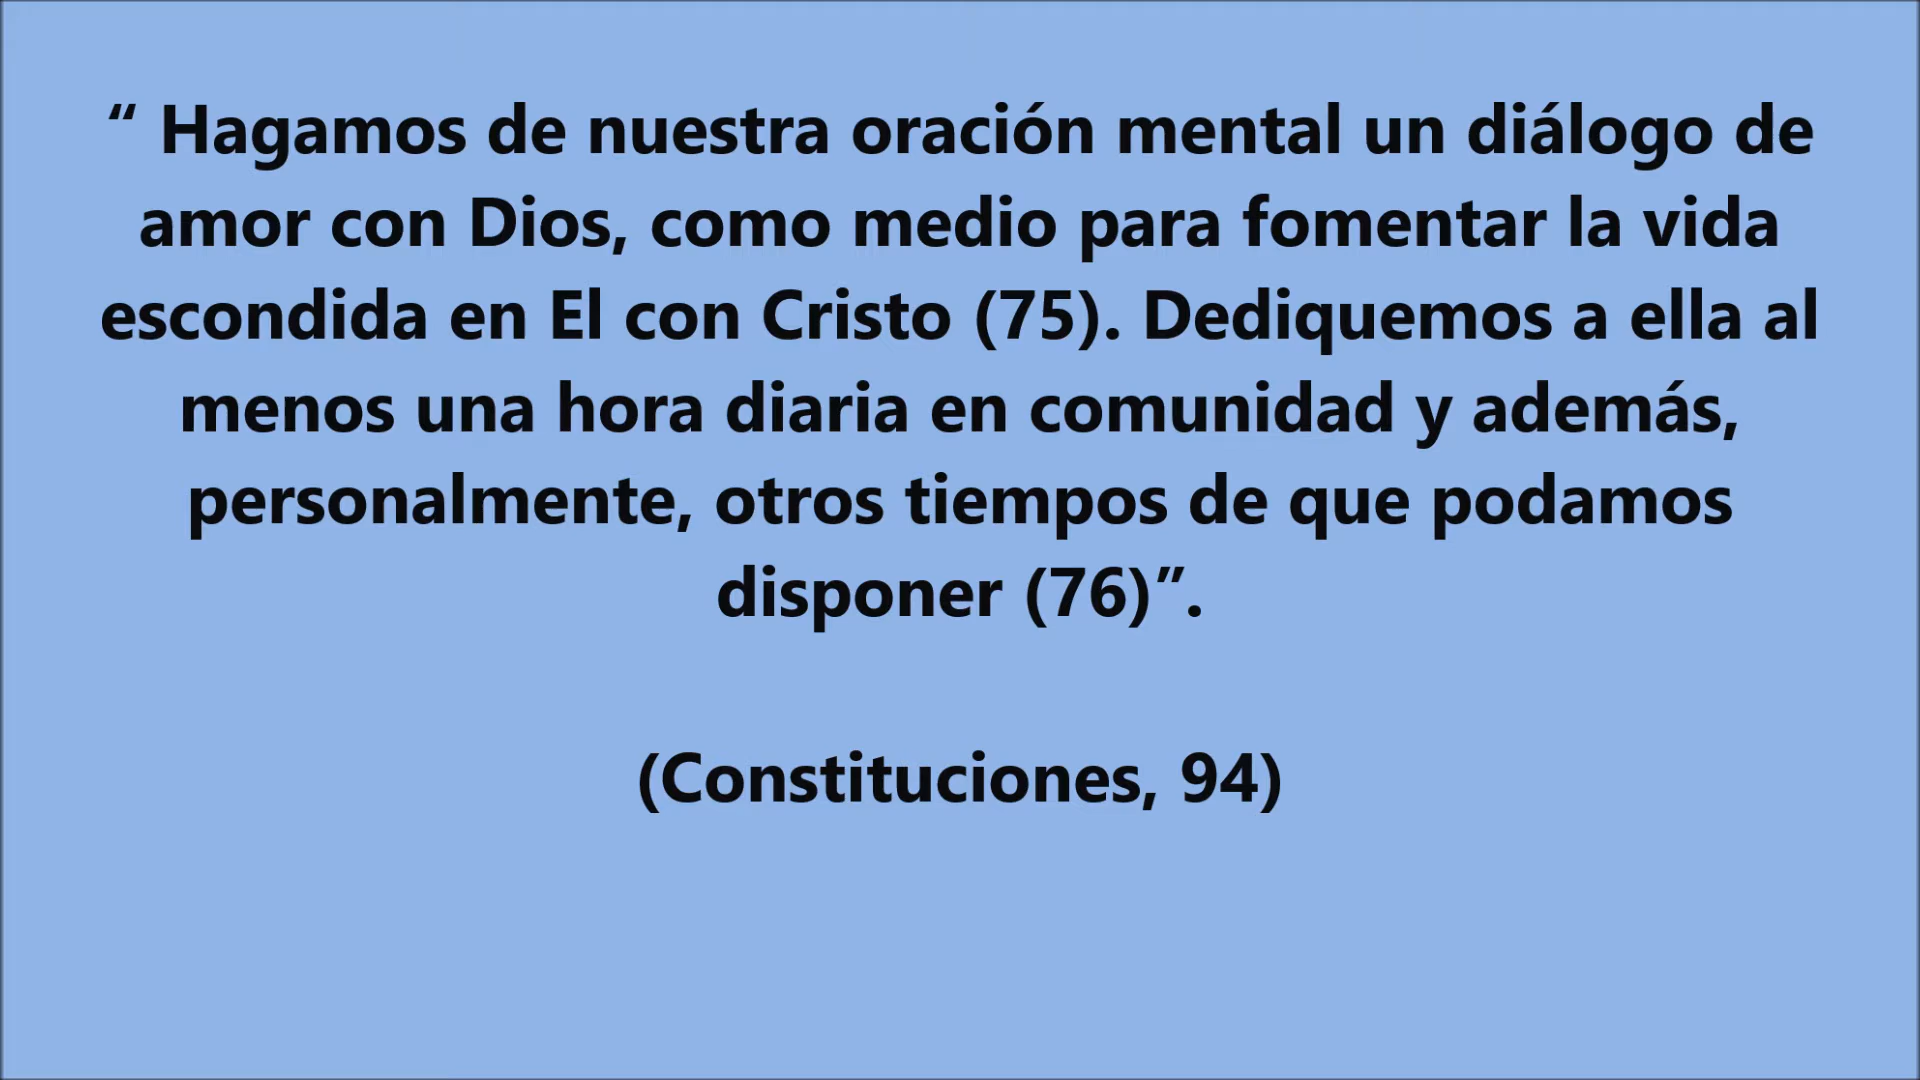 “ Hagamos de nuestra oración mental un diálogo de
amor con Dios, como medio para fomentar la vida
escondida en El con Cristo (75). Dediquemos a ella al
menos una hora diaria en comunidad y además,
personalmente, otros tiempos de que podamos
disponer (76)”.
(Constituciones, 94)